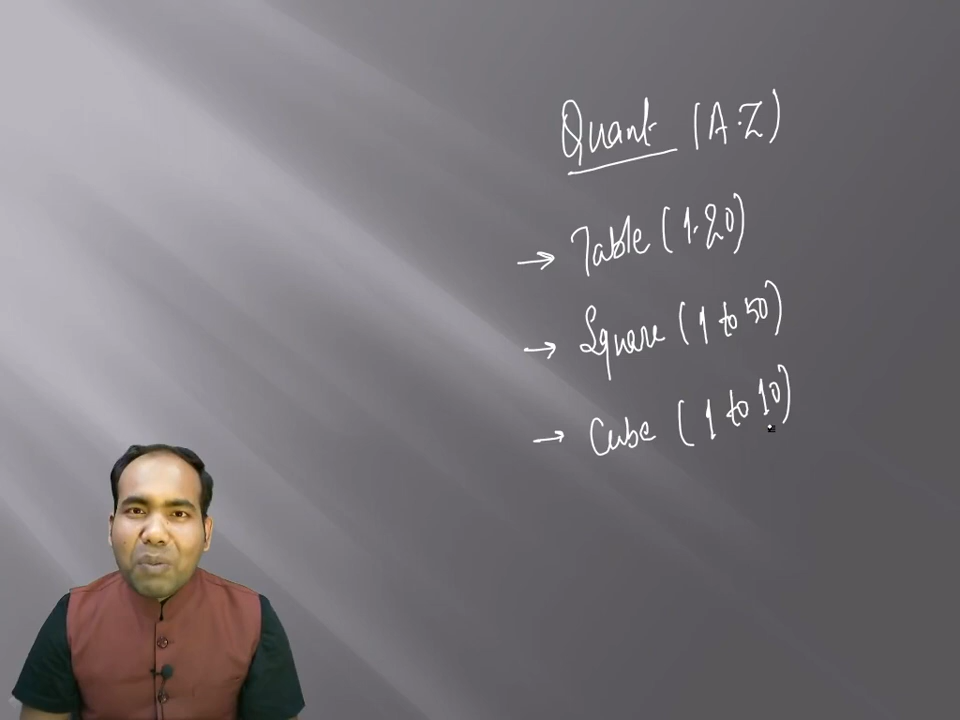 Quant (A-Z)
→ Table (1-20)
→ Square (1 to 50)
→ Cube (1 to 10)